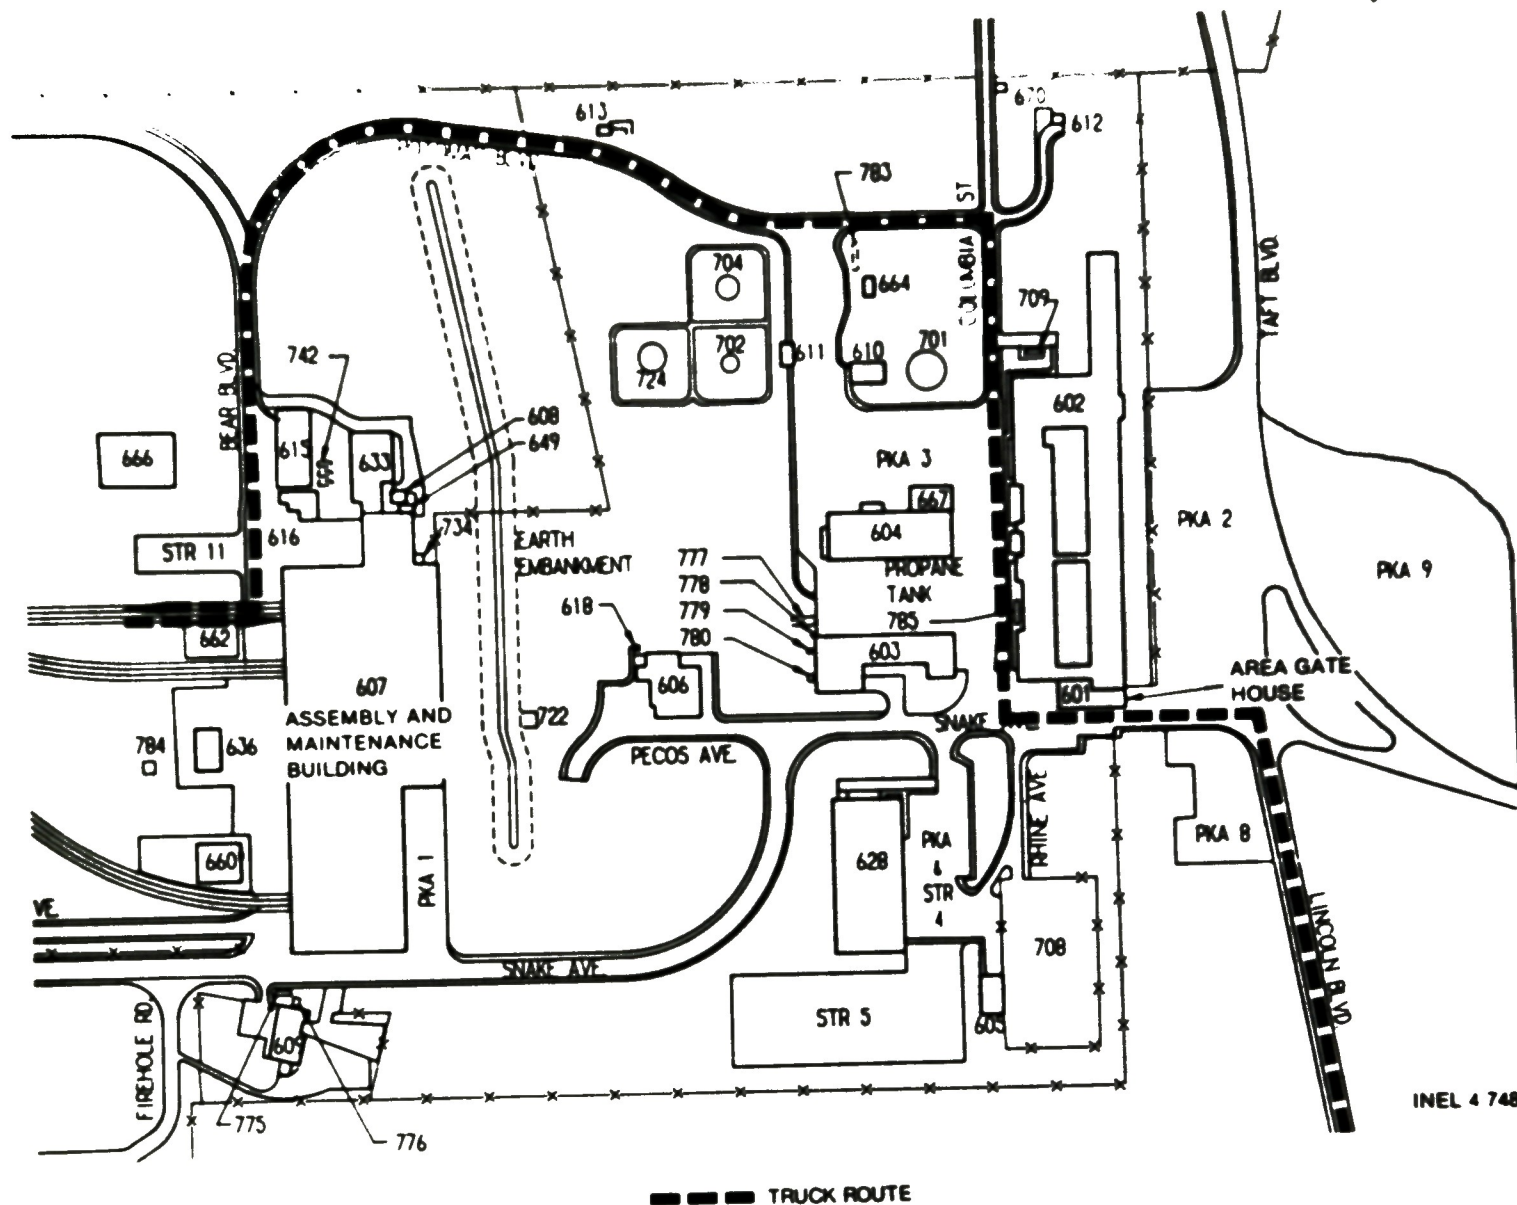 613
670
612
783
ST
COLUMBIA
704
664
709
TAFT BLVD.
742
702
724
611
610
701
602
BEAR BLVD.
608
649
666
615
633
PKA 3
667
604
PKA 2
734
616
STR 11
EARTH
EMBANKMENT
777
778
779
780
PROPANE
TANK
785
PKA 9
618
662
603
606
607
ASSEMBLY AND
MAINTENANCE
BUILDING
601
AREA GATE
HOUSE
722
SNAKE AVE
784
636
PECOS AVE.
RHINE AVE
PKA 8
660
PKA 1
628
PKA
&
STR
4
VE.
708
LINCOLN BLVD.
SNAKE AVE.
STR 5
605
FIREHOLE RD.
609
775
776
INEL 4 748
TRUCK ROUTE